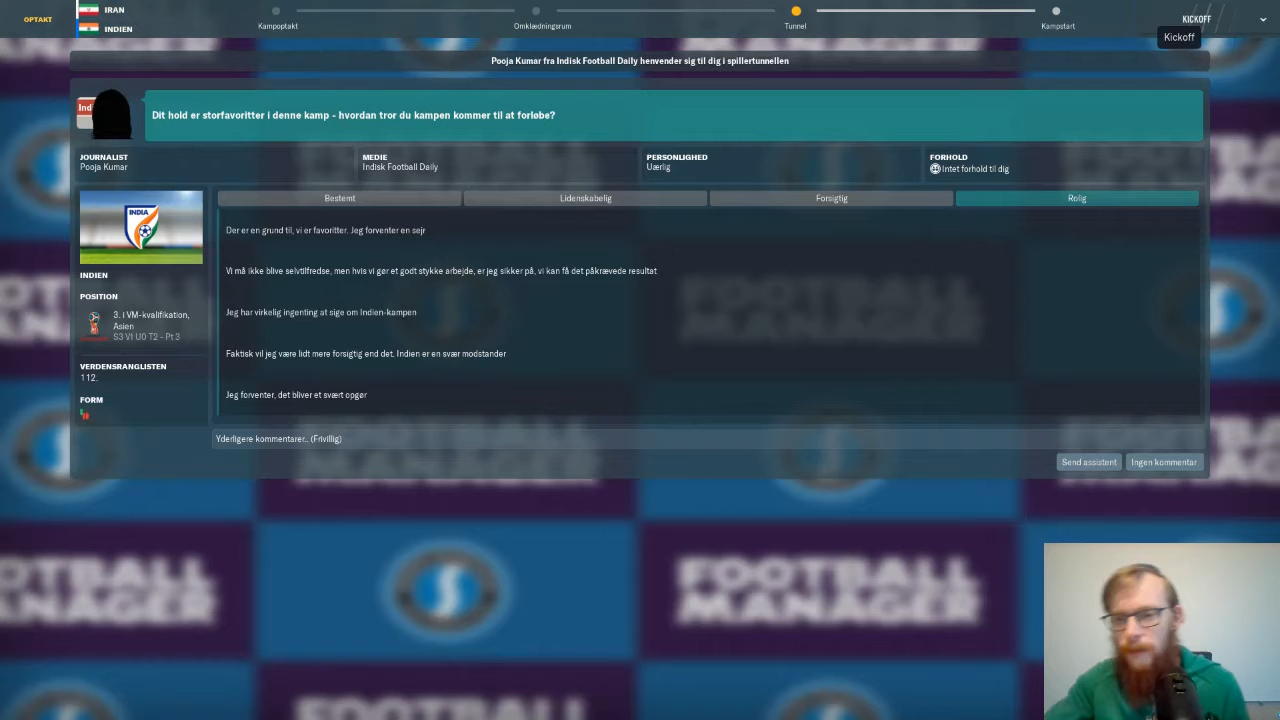 OPTAKT
IRAN
INDIEN
Kampoptakt
Omklædningsrum
Tunnel
Kampstart
KICKOFF
Kickoff
Pooja Kumar fra Indisk Football Daily henvender sig til dig i spillertunnellen
Dit hold er storfavoritter i denne kamp - hvordan tror du kampen kommer til at forløbe?
JOURNALIST
Pooja Kumar
MEDIE
Indisk Football Daily
PERSONLIGHED
Uærlig
FORHOLD
Intet forhold til dig
Bestemt
Lidenskabelig
Forsigtig
Rolig
INDIA
INDIEN
POSITION
3. i VM-kvalifikation,
Asien
S3 V1 U0 T2 - Pt 3
VERDENSRANGLISTEN
112.
FORM
Der er en grund til, vi er favoritter. Jeg forventer en sejr
Vi må ikke blive selvtilfredse, men hvis vi gør et godt stykke arbejde, er jeg sikker på, vi kan få det påkrævede resultat
Jeg har virkelig ingenting at sige om Indien-kampen
Faktisk vil jeg være lidt mere forsigtig end det. Indien er en svær modstander
Jeg forventer, det bliver et svært opgør
Yderligere kommentarer.. (Frivillig)
Send assistent
Ingen kommentar
FOOTBALL
MANAGER